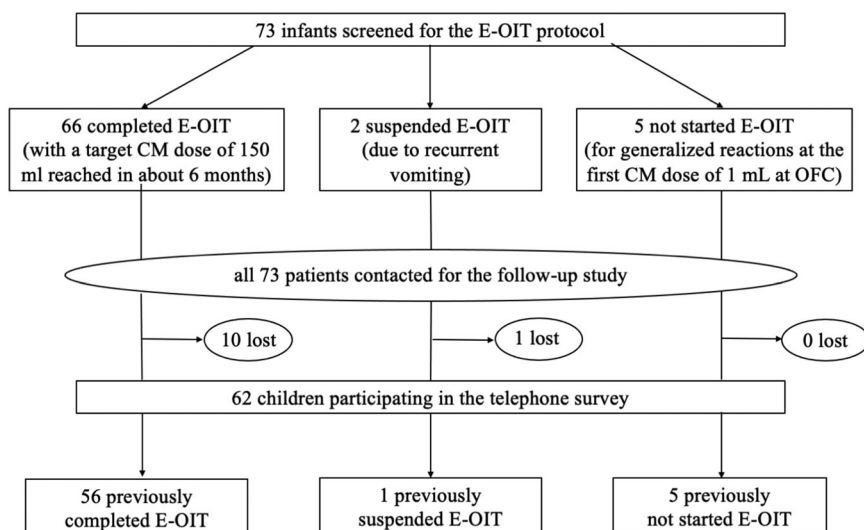 73 infants screened for the E-OIT protocol
66 completed E-OIT
(with a target CM dose of 150
ml reached in about 6 months)
2 suspended E-OIT
(due to recurrent
vomiting)
5 not started E-OIT
(for generalized reactions at the
first CM dose of 1 mL at OFC)
all 73 patients contacted for the follow-up study
10 lost
1 lost
0 lost
62 children participating in the telephone survey
56 previously
completed E-OIT
1 previously
suspended E-OIT
5 previously
not started E-OIT